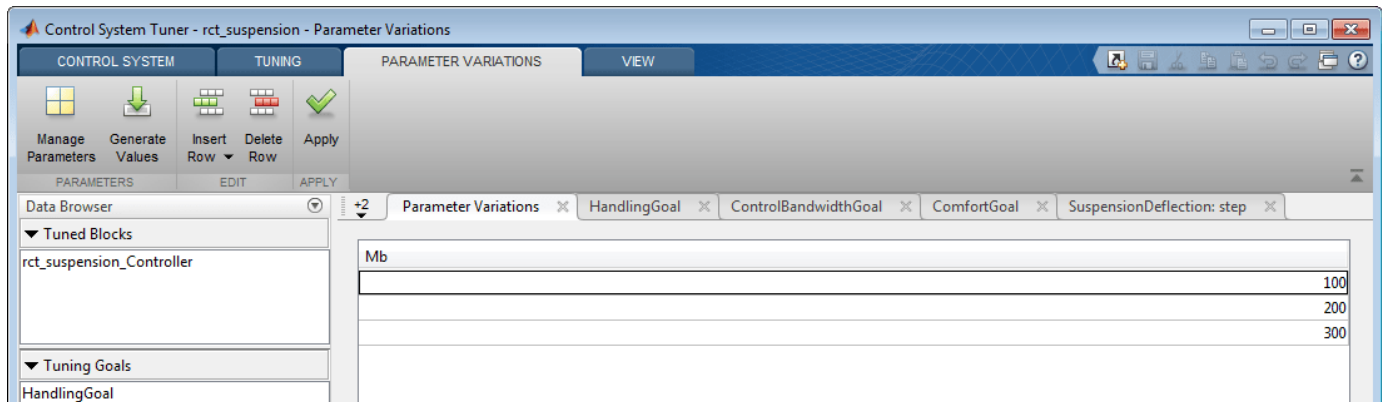 Control System Tuner - rct_suspension - Parameter Variations
CONTROL SYSTEM TUNING PARAMETER VARIATIONS VIEW
Manage Parameters
Generate Values
Insert Row
Delete Row
Apply
PARAMETERS EDIT APPLY
Data Browser
Tuned Blocks
rct_suspension_Controller
Tuning Goals
HandlingGoal
+2 Parameter Variations HandlingGoal ControlBandwidthGoal ComfortGoal SuspensionDeflection: step
Mb
100
200
300